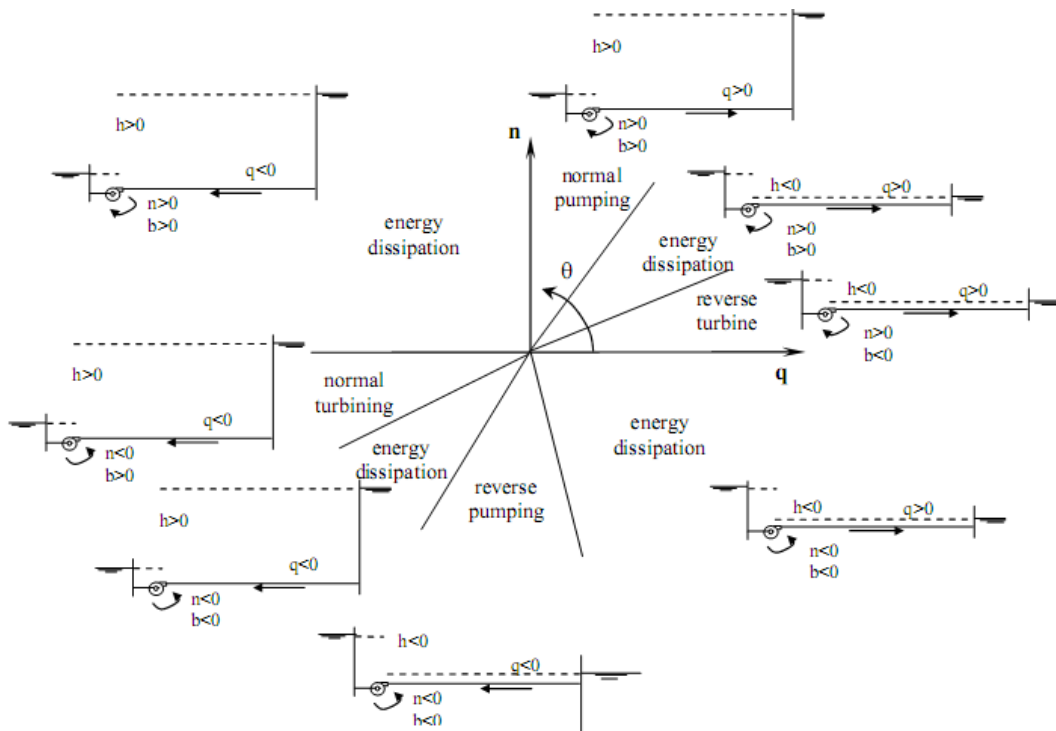 h>0
q>0
n>0
b>0
h>0
q<0
n>0
b>0
n
normal
pumping
h<0 q>0
n>0
b>0
energy
dissipation
energy
dissipation
θ
reverse
turbine
h<0 q>0
n>0
b<0
q
h>0
q<0
n<0
b>0
normal
turbining
energy
dissipation
energy
dissipation
reverse
pumping
h>0
q<0
n<0
b<0
h<0 q>0
n<0
b<0
h<0
q<0
n<0
b<0